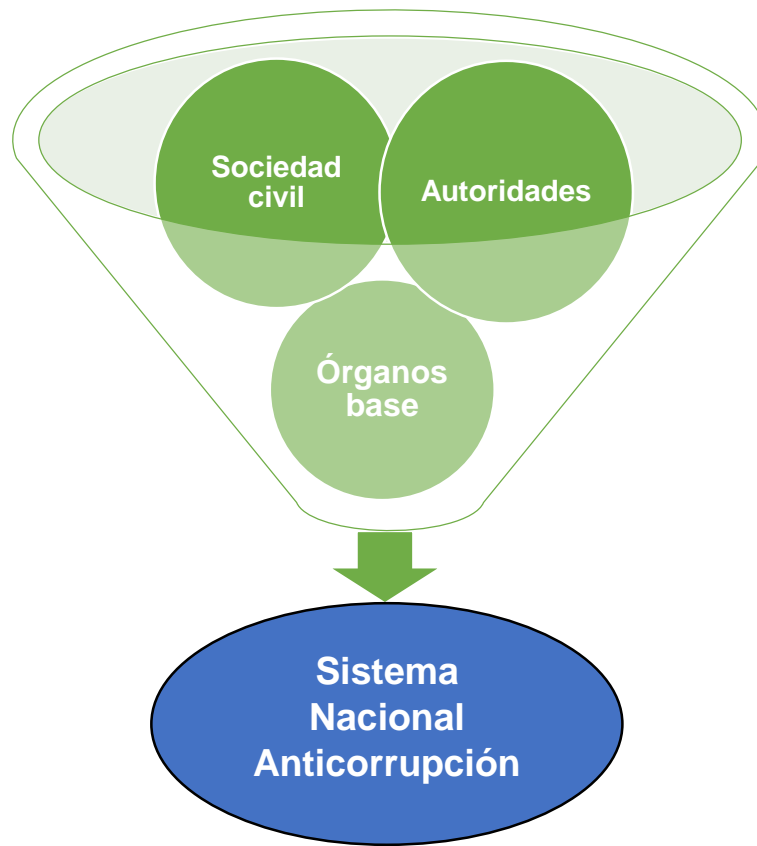 Sociedad
civil
Autoridades
Órganos
base
Sistema
Nacional
Anticorrupción